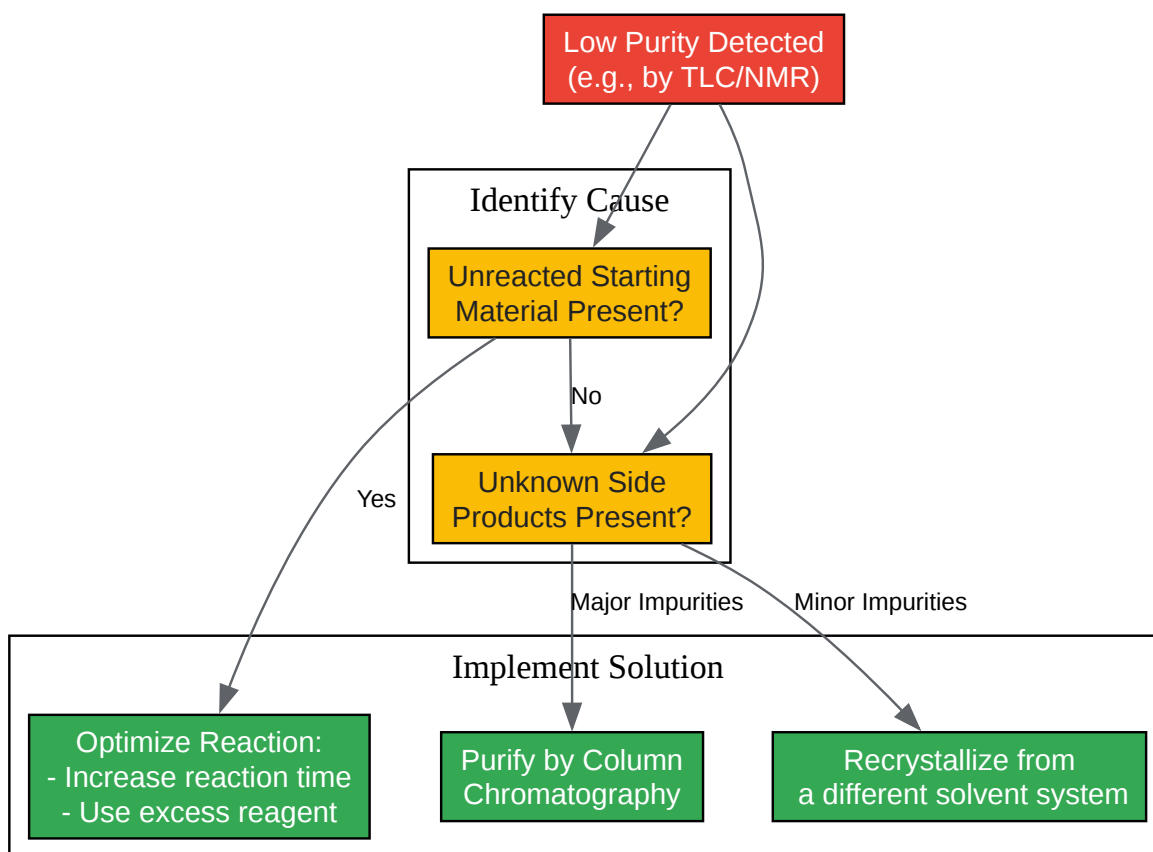 Low Purity Detected
(e.g., by TLC/NMR)
Identify Cause
Unreacted Starting
Material Present?
No
Yes
Unknown Side
Products Present?
Major Impurities
Minor Impurities
Implement Solution
Optimize Reaction:
- Increase reaction time
- Use excess reagent
Purify by Column
Chromatography
Recrystallize from
a different solvent system